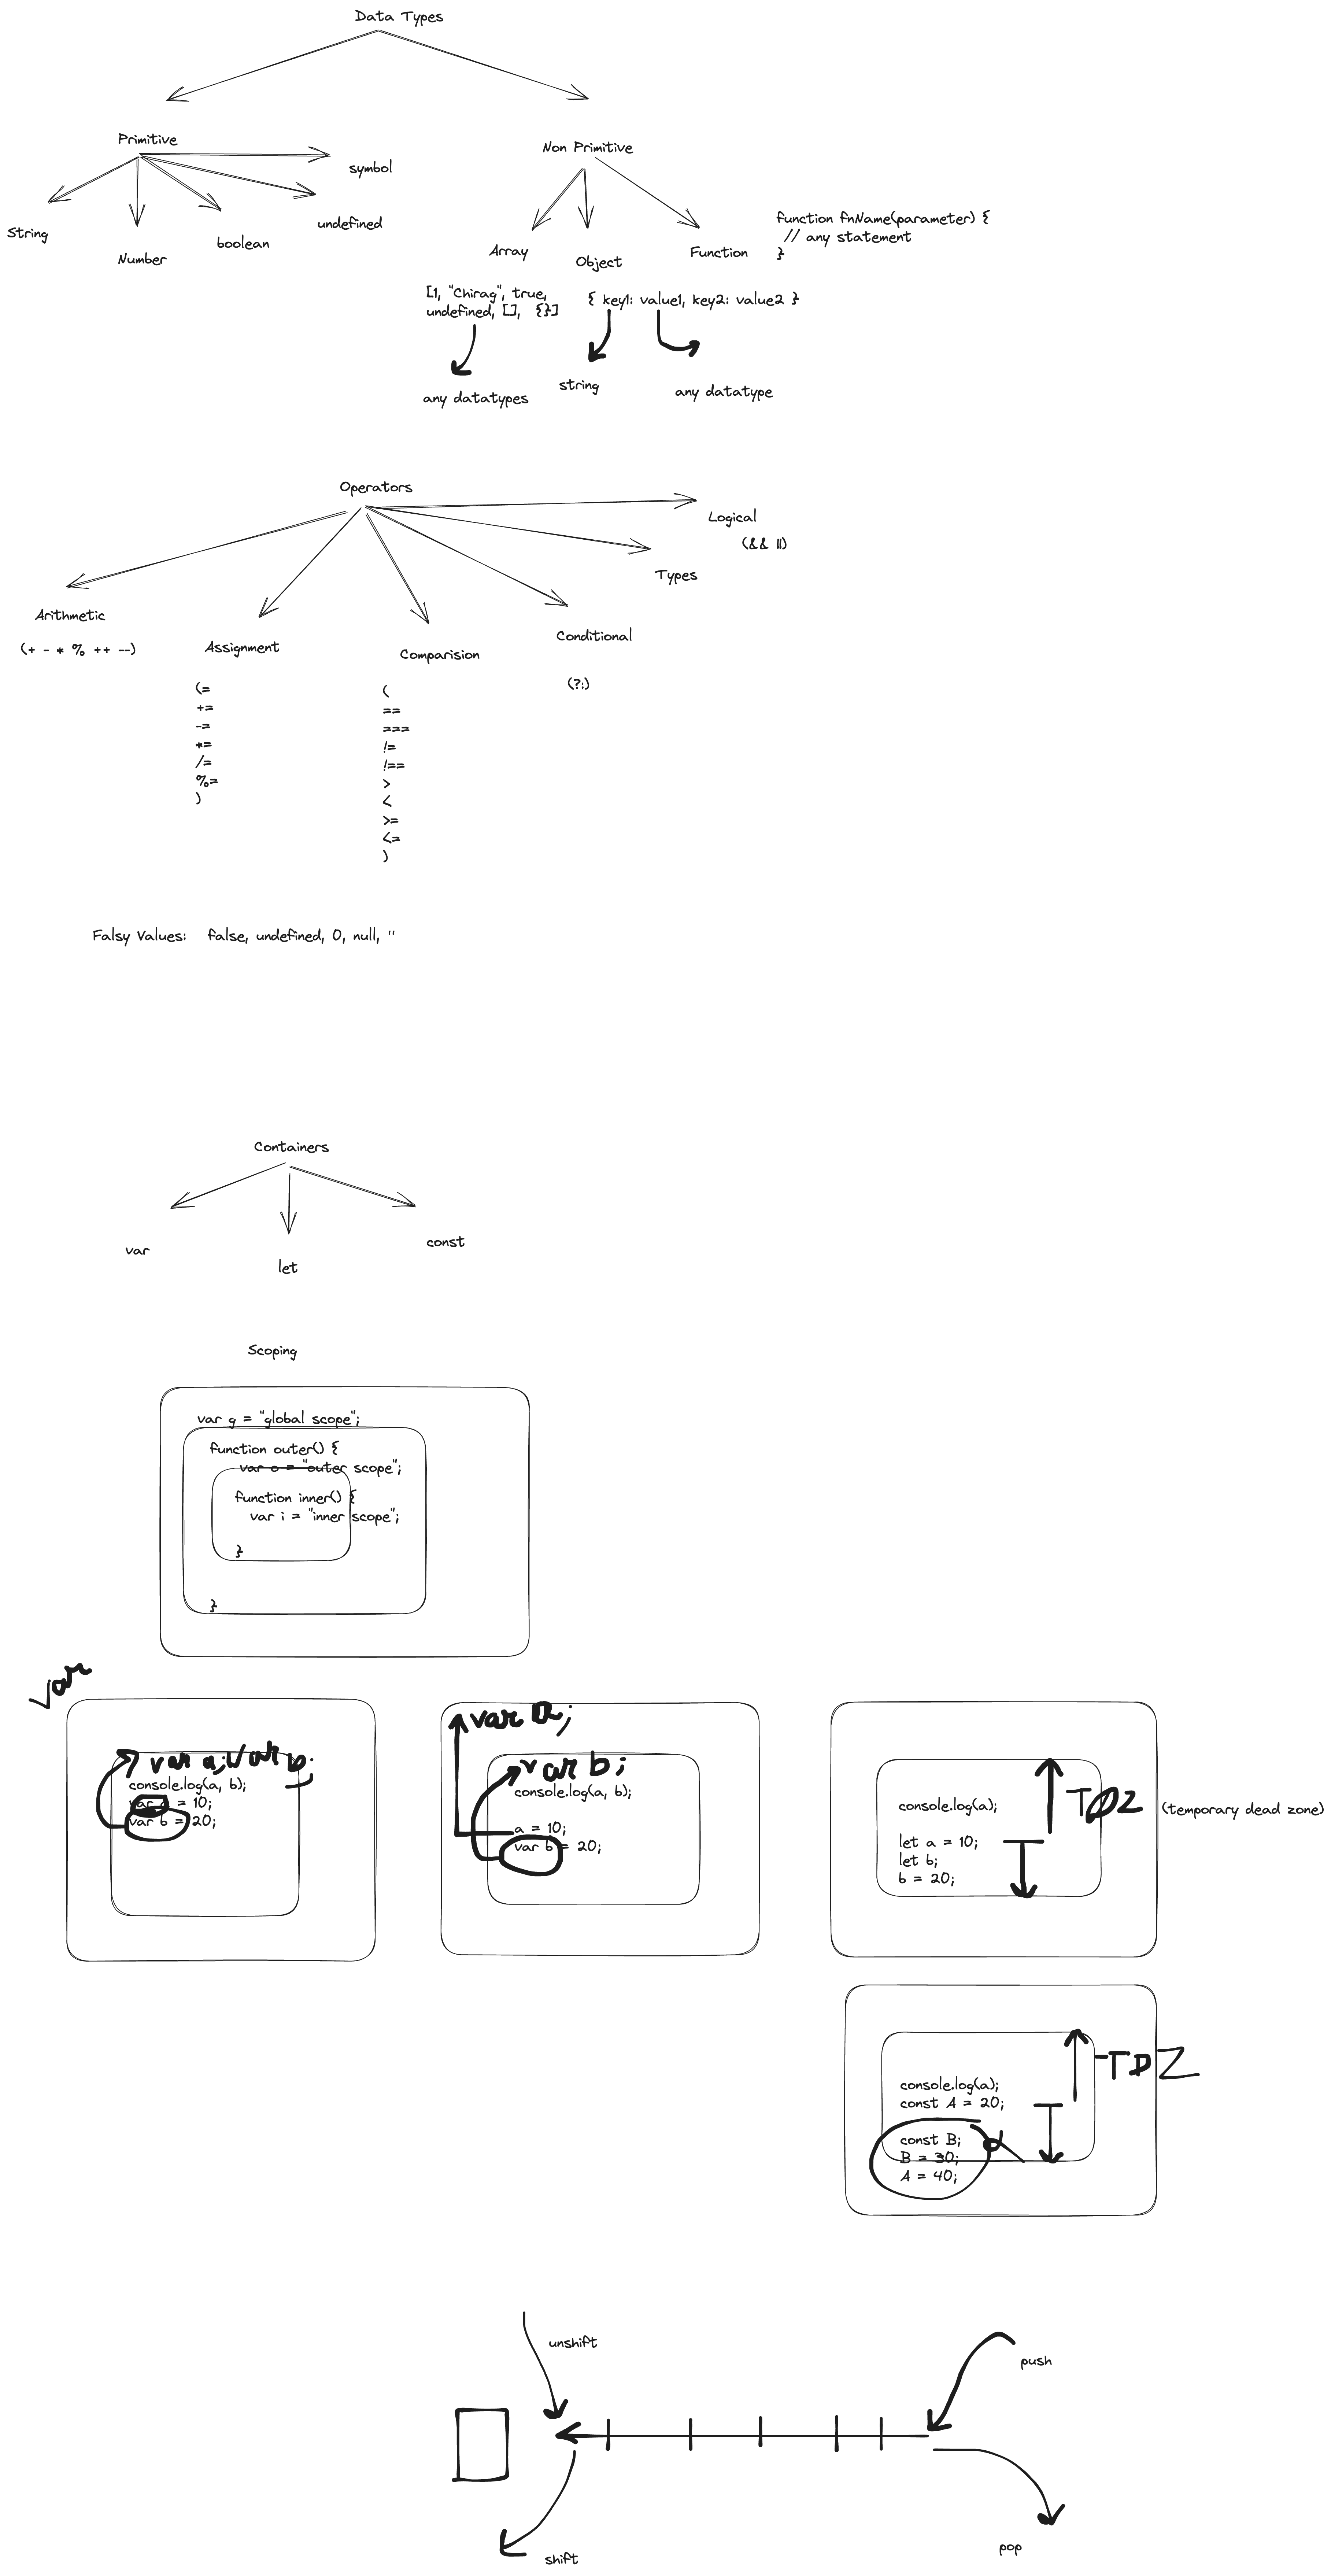 Data Types
Primitive
Non Primitive
symbol
undefined
String
boolean
Number
Array
Object
Function
function fnName(parameter) {
// any statement
}
[1, "Chirag", true,
undefined, [], {}]
{ key1: value1, key2: value2 }
any datatypes
string
any datatype
Operators
Logical
(&& ||)
Types
Arithmetic
(+ - * % ++ --)
Assignment
Comparision
Conditional
(?:)
(=
+=
-=
*=
/=
%=
)
(
==
===
!=
!==
>
<
>=
<=
)
Falsy Values: false, undefined, 0, null, ''
Containers
var
let
const
Scoping
var g = "global scope";
function outer() {
var o = "outer scope";
function inner() {
var i = "inner scope";
}
}
var
var a; var b;
console.log(a, b);
var a = 10;
var b = 20;
var a;
var b;
console.log(a, b);
a = 10;
var b = 20;
console.log(a);
let a = 10;
let b;
b = 20;
TDZ
(temporary dead zone)
console.log(a);
const A = 20;
const B;
B = 30;
A = 40;
TDZ
unshift
push
shift
pop